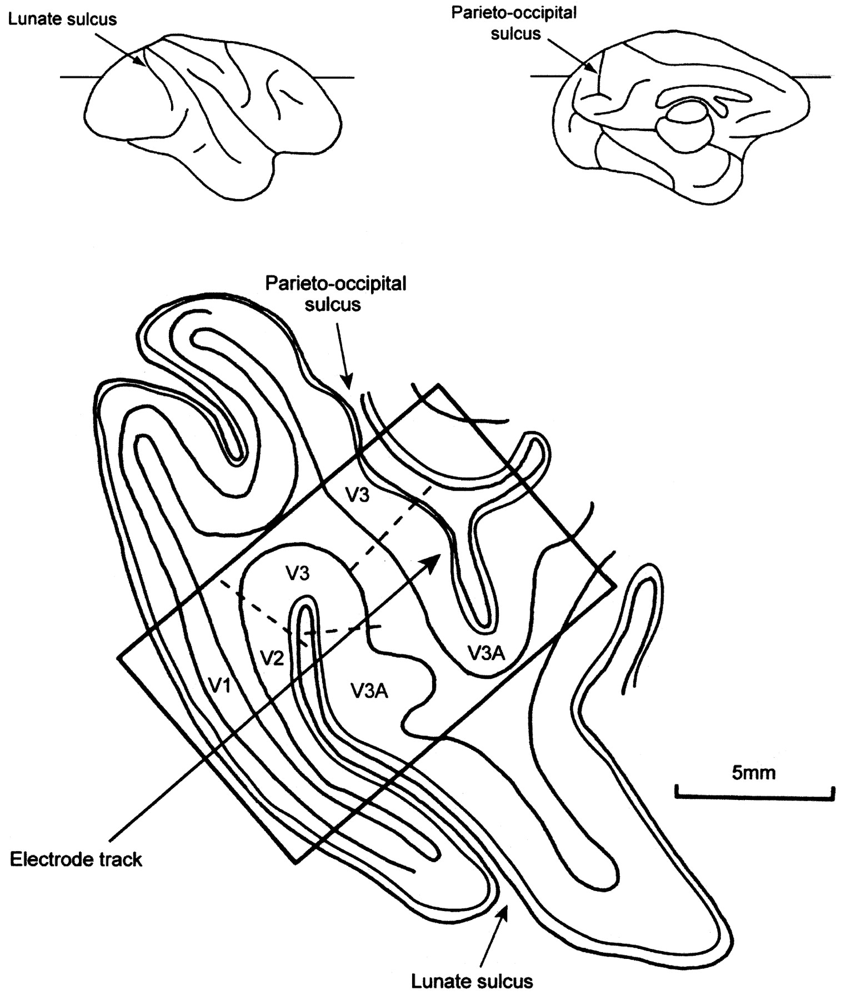 Lunate sulcus
Parieto-occipital
sulcus
Parieto-occipital
sulcus
V3
V3
V2
V3A
V1
V3A
5mm
Electrode track
Lunate sulcus